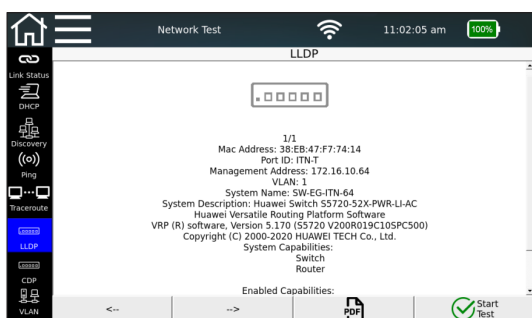 Network Test
11:02:05 am
100%
LLDP
Link Status
DHCP
Discovery
Ping
Traceroute
LLDP
CDP
VLAN
1/1
Mac Address: 38:EB:47:F7:74:14
Port ID: ITN-T
Management Address: 172.16.10.64
VLAN: 1
System Name: SW-EG-ITN-64
System Description: Huawei Switch S5720-52X-PWR-LI-AC
Huawei Versatile Routing Platform Software
VRP (R) software, Version 5.170 (S5720 V200R019C10SPC500)
Copyright (C) 2000-2020 HUAWEI TECH Co., Ltd.
System Capabilities:
Switch
Router
Enabled Capabilities:
<--
-->
PDF
Start
Test